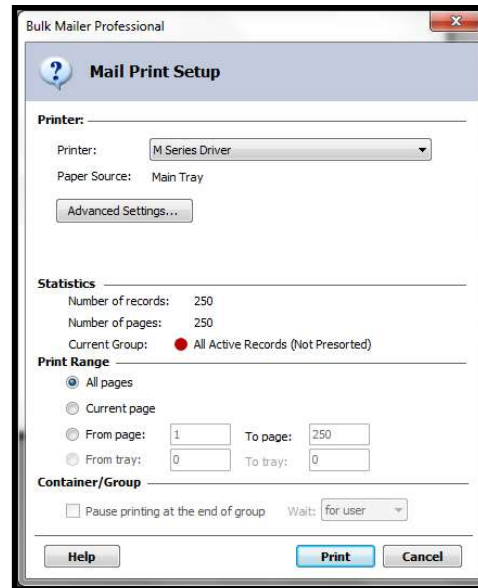 Bulk Mailer Professional
Mail Print Setup
Printer:
Printer: M Series Driver
Paper Source: Main Tray
Advanced Settings...
Statistics
Number of records: 250
Number of pages: 250
Current Group: All Active Records (Not Presorted)
Print Range
All pages
Current page
From page: 1 To page: 250
From tray: 0 To tray: 0
Container/Group
Pause printing at the end of group Wait: for user
Help Print Cancel